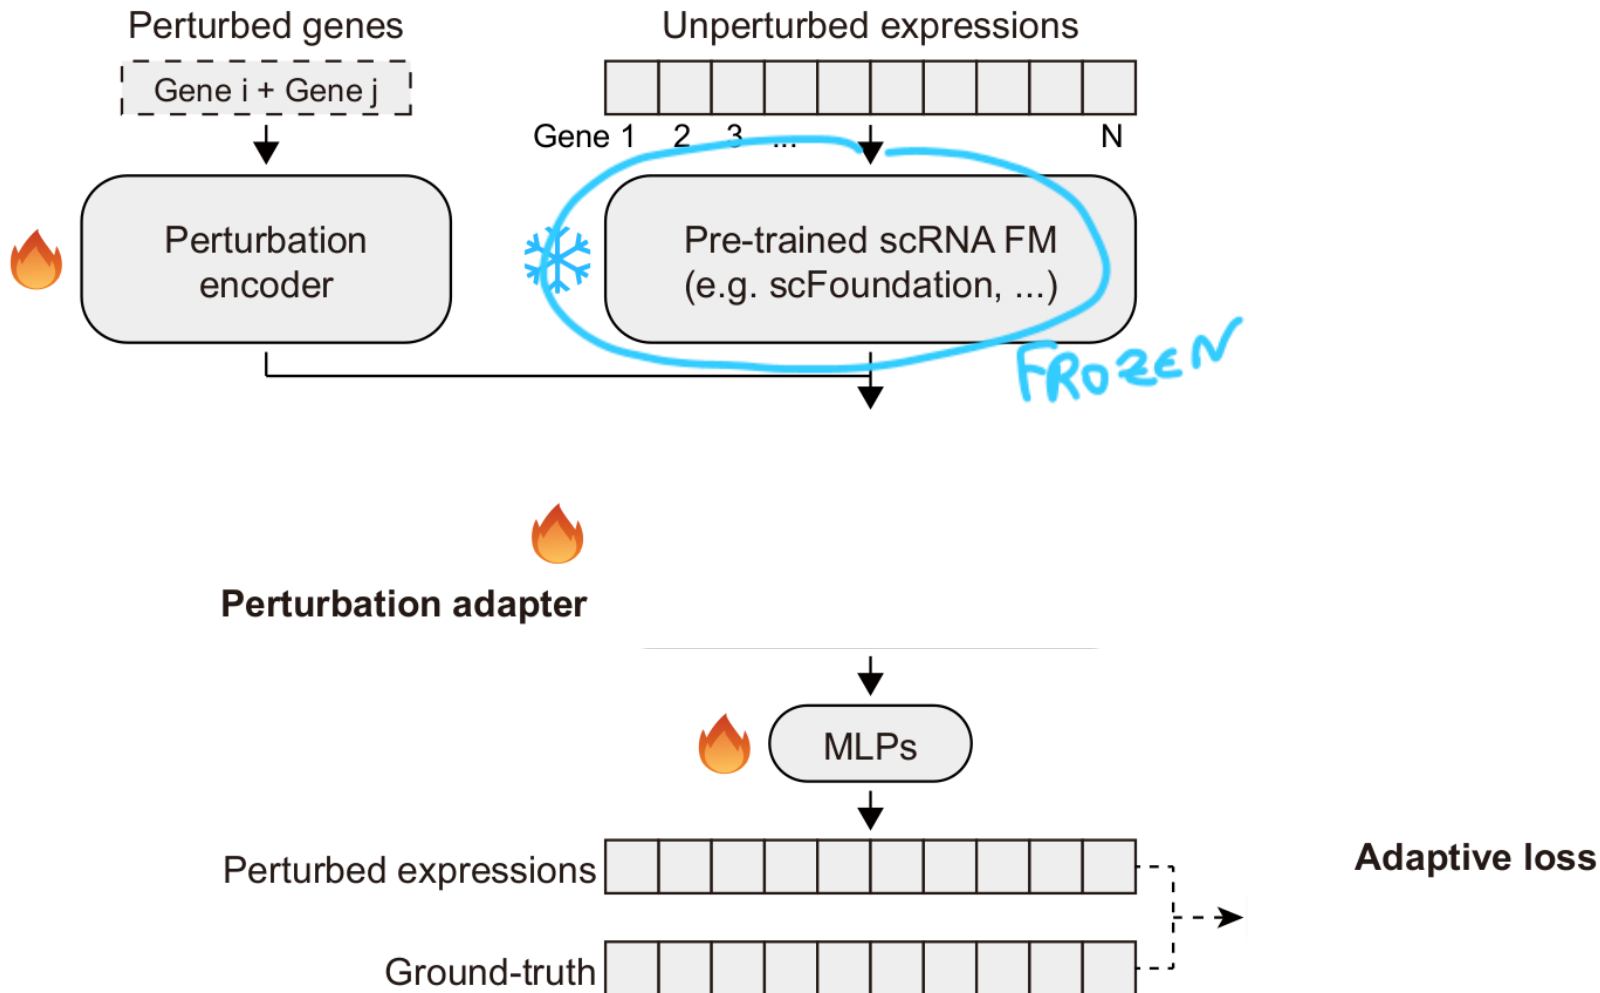 Perturbed genes
Unperturbed expressions
Gene i + Gene j
Gene 1 2 3 ... N
Perturbation
encoder
Pre-trained scRNA FM
(e.g. scFoundation, ...)
FROZEN
Perturbation adapter
MLPs
Perturbed expressions
Adaptive loss
Ground-truth